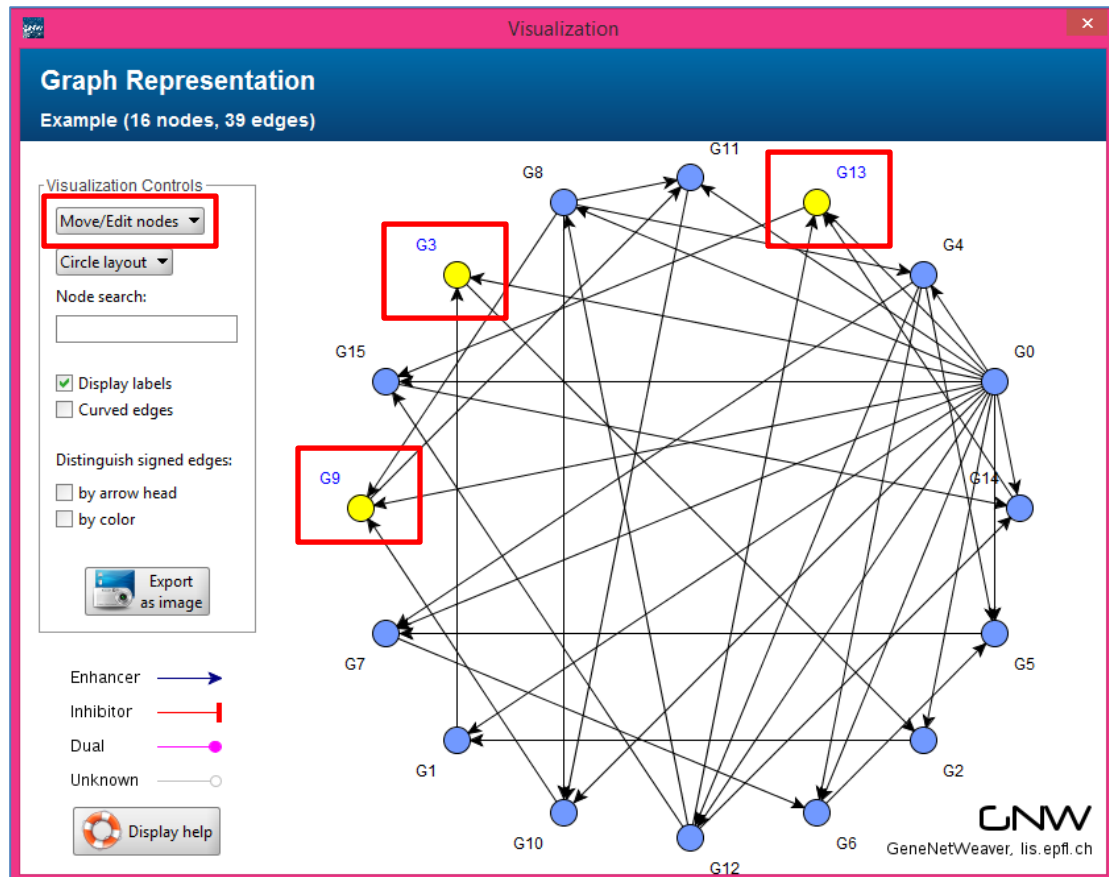 Visualization
Graph Representation
Example (16 nodes, 39 edges)
Visualization Controls
Move/Edit nodes
Circle layout
Node search:
Display labels
Curved edges
Distinguish signed edges:
by arrow head
by color
Export
as image
Enhancer
Inhibitor
Dual
Unknown
Display help
G11
G8
G13
G3
G4
G15
G0
G9
G14
G7
G5
G1
G2
G10
G12
G6
GNW
GeneNetWeaver, lis.epfl.ch